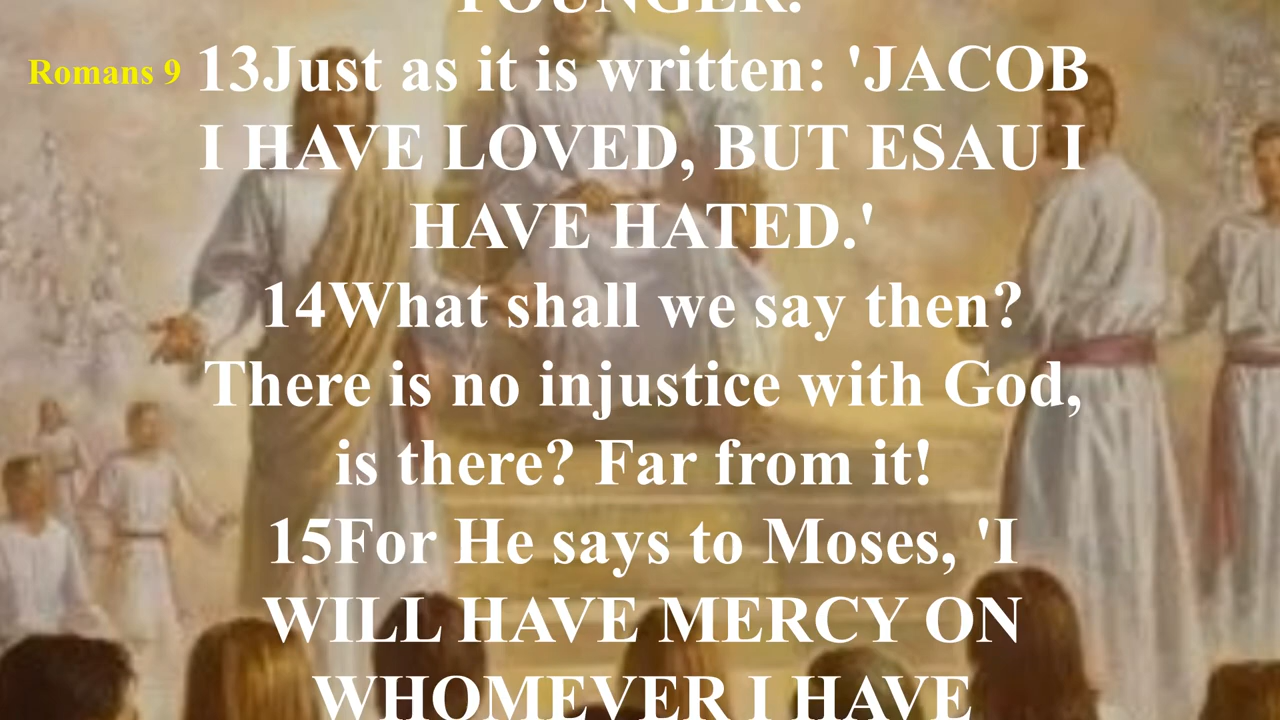 YOUNGER.
Romans 9
13Just as it is written: 'JACOB
I HAVE LOVED, BUT ESAU I
HAVE HATED.'
14What shall we say then?
There is no injustice with God,
is there? Far from it!
15For He says to Moses, 'I
WILL HAVE MERCY ON
WHOMEVER I HAVE